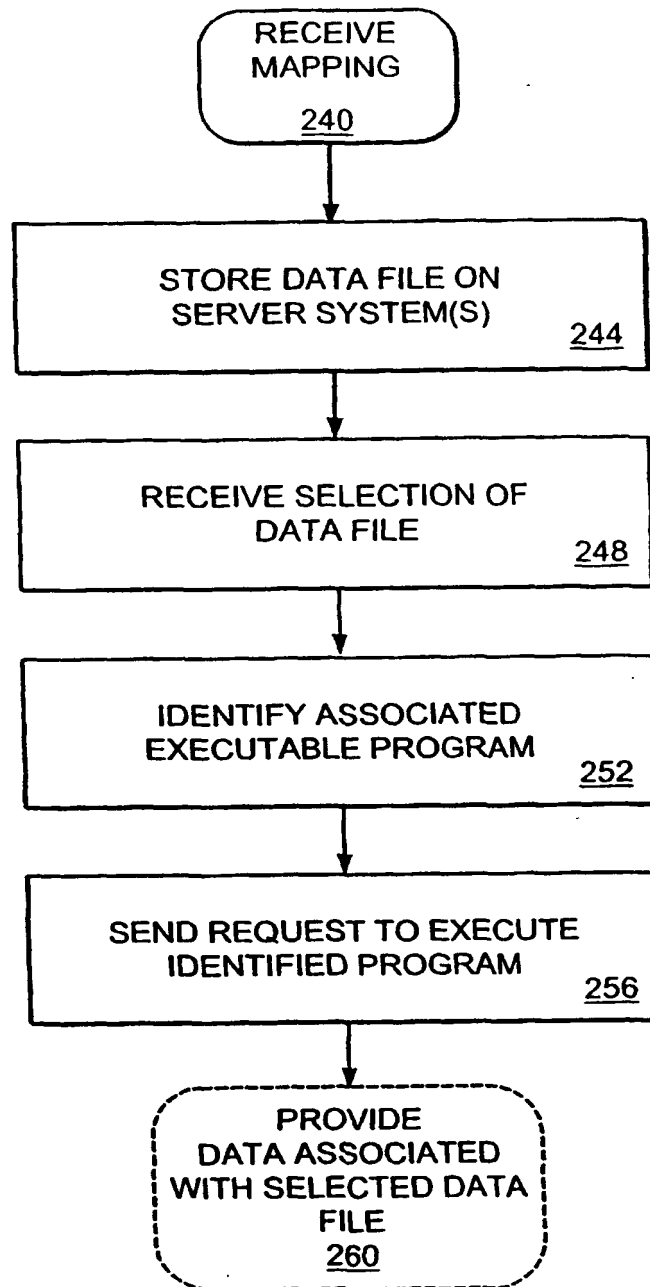 RECEIVE
MAPPING
240
STORE DATA FILE ON
SERVER SYSTEM(S)
244
RECEIVE SELECTION OF
DATA FILE
248
IDENTIFY ASSOCIATED
EXECUTABLE PROGRAM
252
SEND REQUEST TO EXECUTE
IDENTIFIED PROGRAM
256
PROVIDE
DATA ASSOCIATED
WITH SELECTED DATA
FILE
260